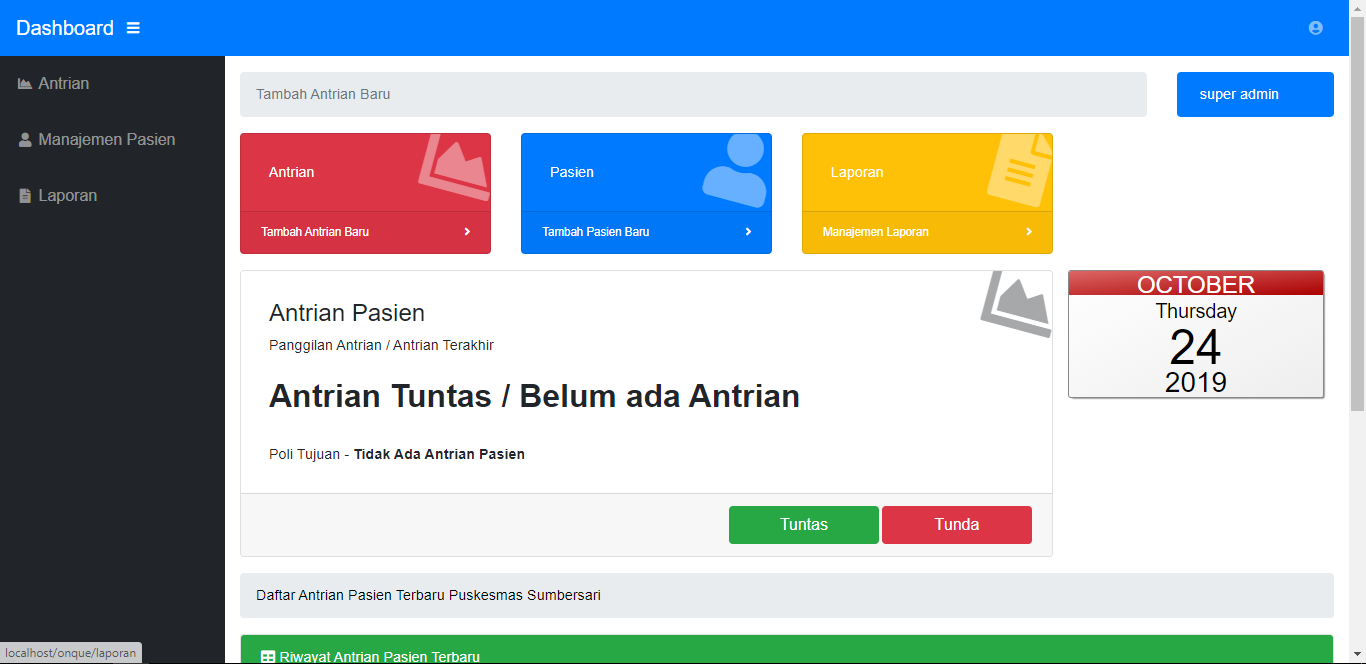 Dashboard
Antrian
Manajemen Pasien
Laporan
Tambah Antrian Baru
super admin
Antrian
Tambah Antrian Baru
Pasien
Tambah Pasien Baru
Laporan
Manajemen Laporan
Antrian Pasien
Panggilan Antrian / Antrian Terakhir
Antrian Tuntas / Belum ada Antrian
Poli Tujuan - Tidak Ada Antrian Pasien
Tuntas
Tunda
OCTOBER
Thursday
24
2019
Daftar Antrian Pasien Terbaru Puskesmas Sumbersari
Riwayat Antrian Pasien Terbaru
localhost/onque/laporan